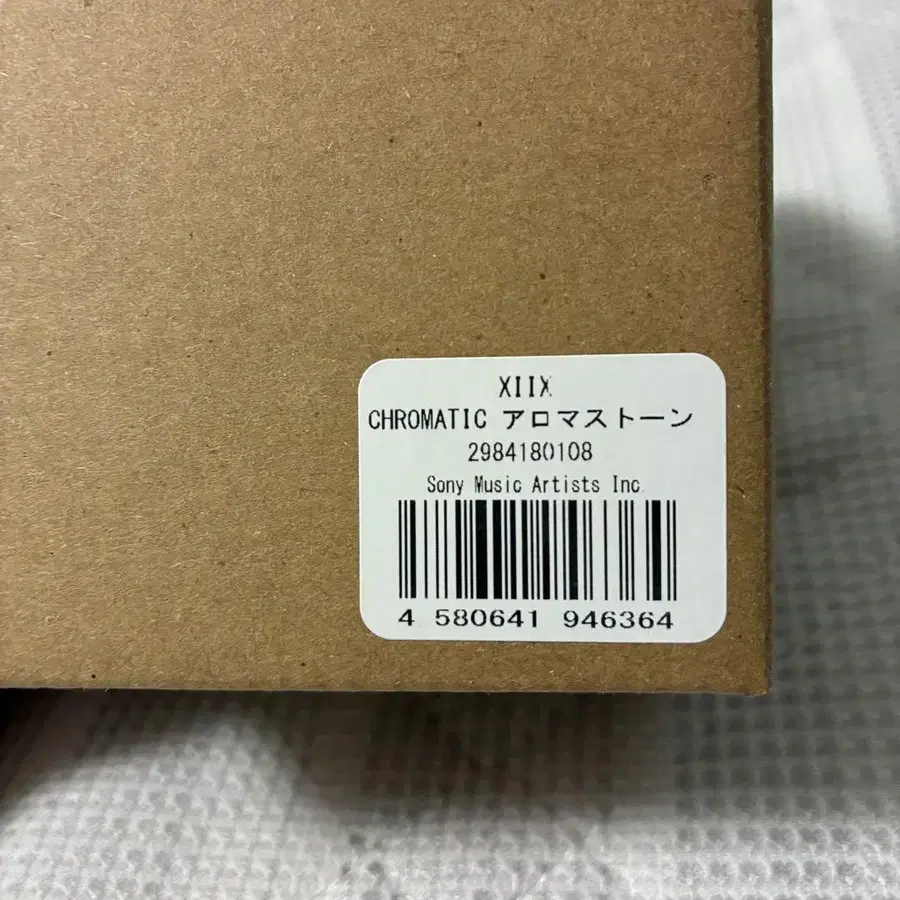 XIIX
CHROMATIC アロマストーン
2984180108
Sony Music Artists Inc.
4 580641 946364